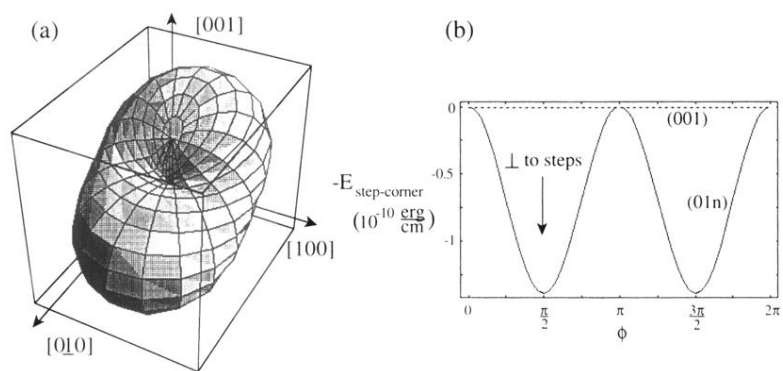 (a)
[001]
[100]
[010]
(b)
-E step-corner
(10^-10 erg/cm)
0
-0.5
-1
(001)
⊥ to steps
(01n)
0
π/2
π
3π/2
2π
ϕ